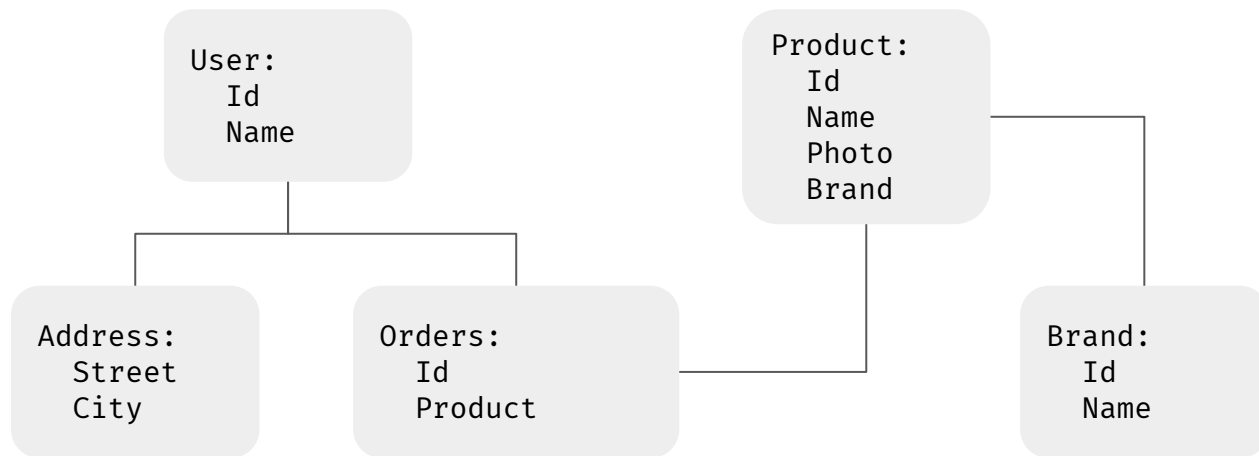 User:
Id
Name
Product:
Id
Name
Photo
Brand
Address:
Street
City
Orders:
Id
Product
Brand:
Id
Name